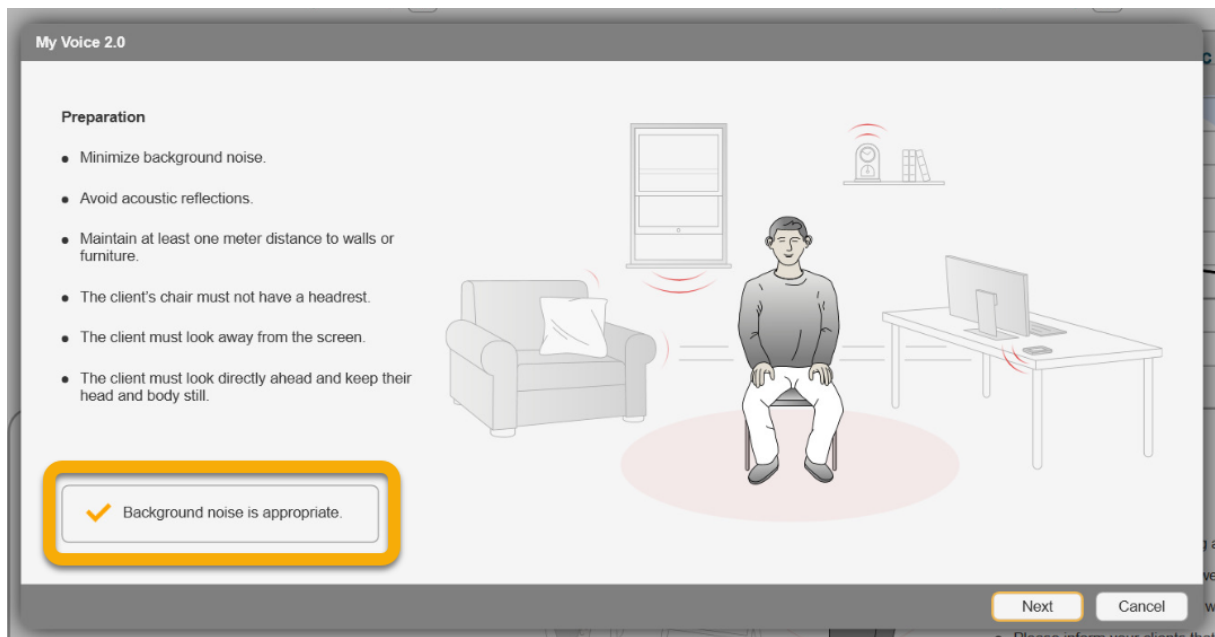 My Voice 2.0
Preparation
• Minimize background noise.
• Avoid acoustic reflections.
• Maintain at least one meter distance to walls or
furniture.
• The client's chair must not have a headrest.
• The client must look away from the screen.
• The client must look directly ahead and keep their
head and body still.
Background noise is appropriate.
Next Cancel